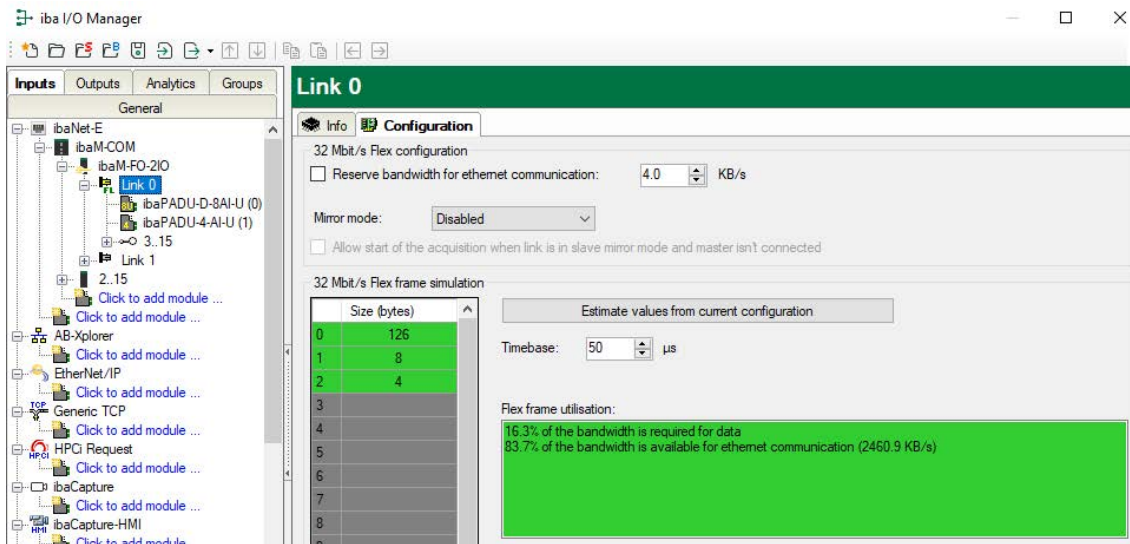 iba I/O Manager
Inputs Outputs Analytics Groups
General
ibaNet-E
ibaM-COM
ibaM-FO-2IO
Link 0
ibaPADU-D-8AI-U (0)
ibaPADU-4-AI-U (1)
3..15
Link 1
2..15
Click to add module ...
Click to add module ...
AB-Xplorer
Click to add module ...
EtherNet/IP
Click to add module ...
Generic TCP
Click to add module ...
HPCi Request
Click to add module ...
ibaCapture
Click to add module ...
ibaCapture-HMI
Click to add module
Link 0
Info Configuration
32 Mbit/s Flex configuration
Reserve bandwidth for ethernet communication: 4.0 KB/s
Mirror mode: Disabled
Allow start of the acquisition when link is in slave mirror mode and master isn't connected
32 Mbit/s Flex frame simulation
Size (bytes)
0 126
1 8
2 4
3
4
5
6
7
8
Estimate values from current configuration
Timebase: 50 µs
Flex frame utilisation:
16.3% of the bandwidth is required for data
83.7% of the bandwidth is available for ethernet communication (2460.9 KB/s)